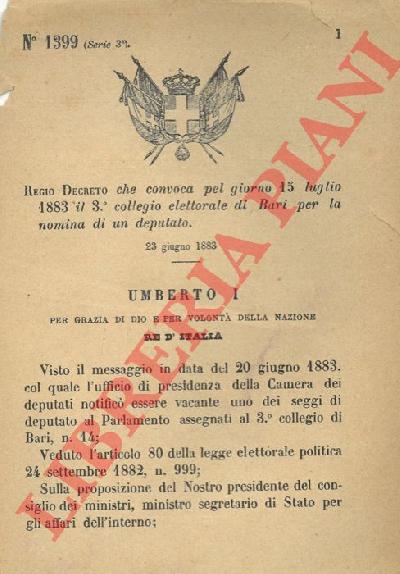 Nº 1399 (Serie 3ª).
1
REGIO DECRETO che convoca pel giorno 15 luglio
1883 il 3.º collegio elettorale di Bari per la
nomina di un deputato.
23 giugno 1883
UMBERTO I
PER GRAZIA DI DIO E PER VOLONTÀ DELLA NAZIONE
RE D'ITALIA
Visto il messaggio in data del 20 giugno 1883.
col quale l'ufficio di presidenza della Camera dei
deputati notificò essere vacante uno dei seggi di
deputato al Parlamento assegnati al 3.º collegio di
Bari, n. 14;
Veduto l'articolo 80 della legge elettorale politica
24 settembre 1882, n. 999;
Sulla proposizione del Nostro presidente del con-
siglio dei ministri, ministro segretario di Stato per
gli affari dell'interno;
LIBRERIA PIANI